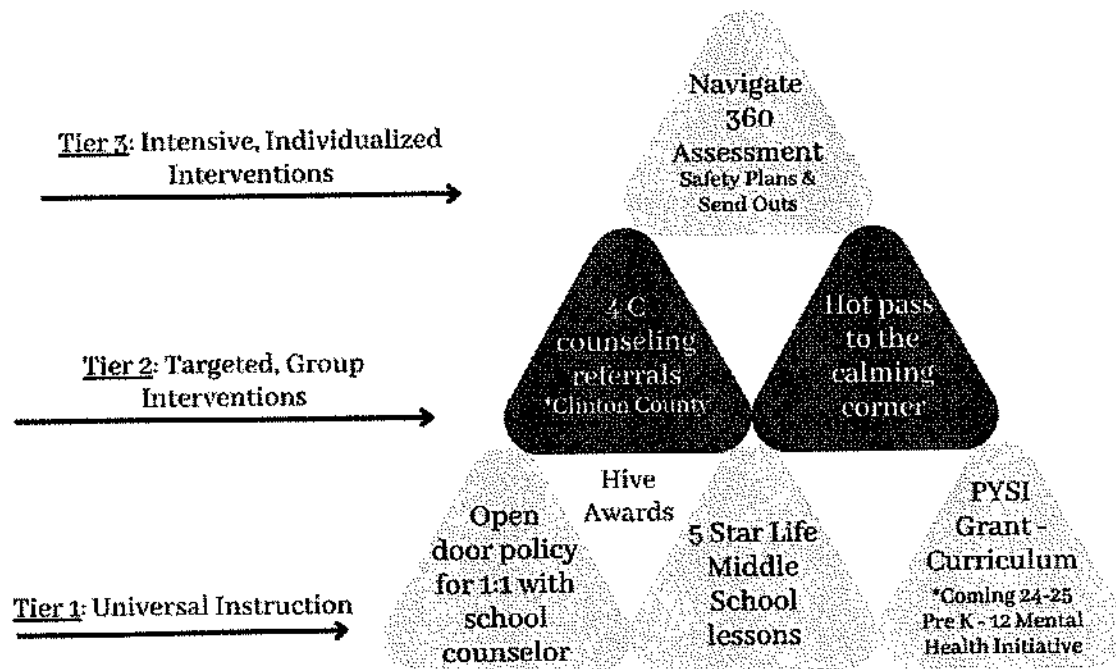 Navigate
360
Assessment
Safety Plans &
Send Outs
Tier 3: Intensive, Individualized
Interventions
4 C
counseling
referrals
*Clinton County
Hot pass
to the
calming
corner
Tier 2: Targeted, Group
Interventions
Hive
Awards
Open
door policy
for 1:1 with
school
counselor
5 Star Life
Middle
School
lessons
PYSI
Grant -
Curriculum
*Coming 24-25
Pre K - 12 Mental
Health Initiative
Tier 1: Universal Instruction